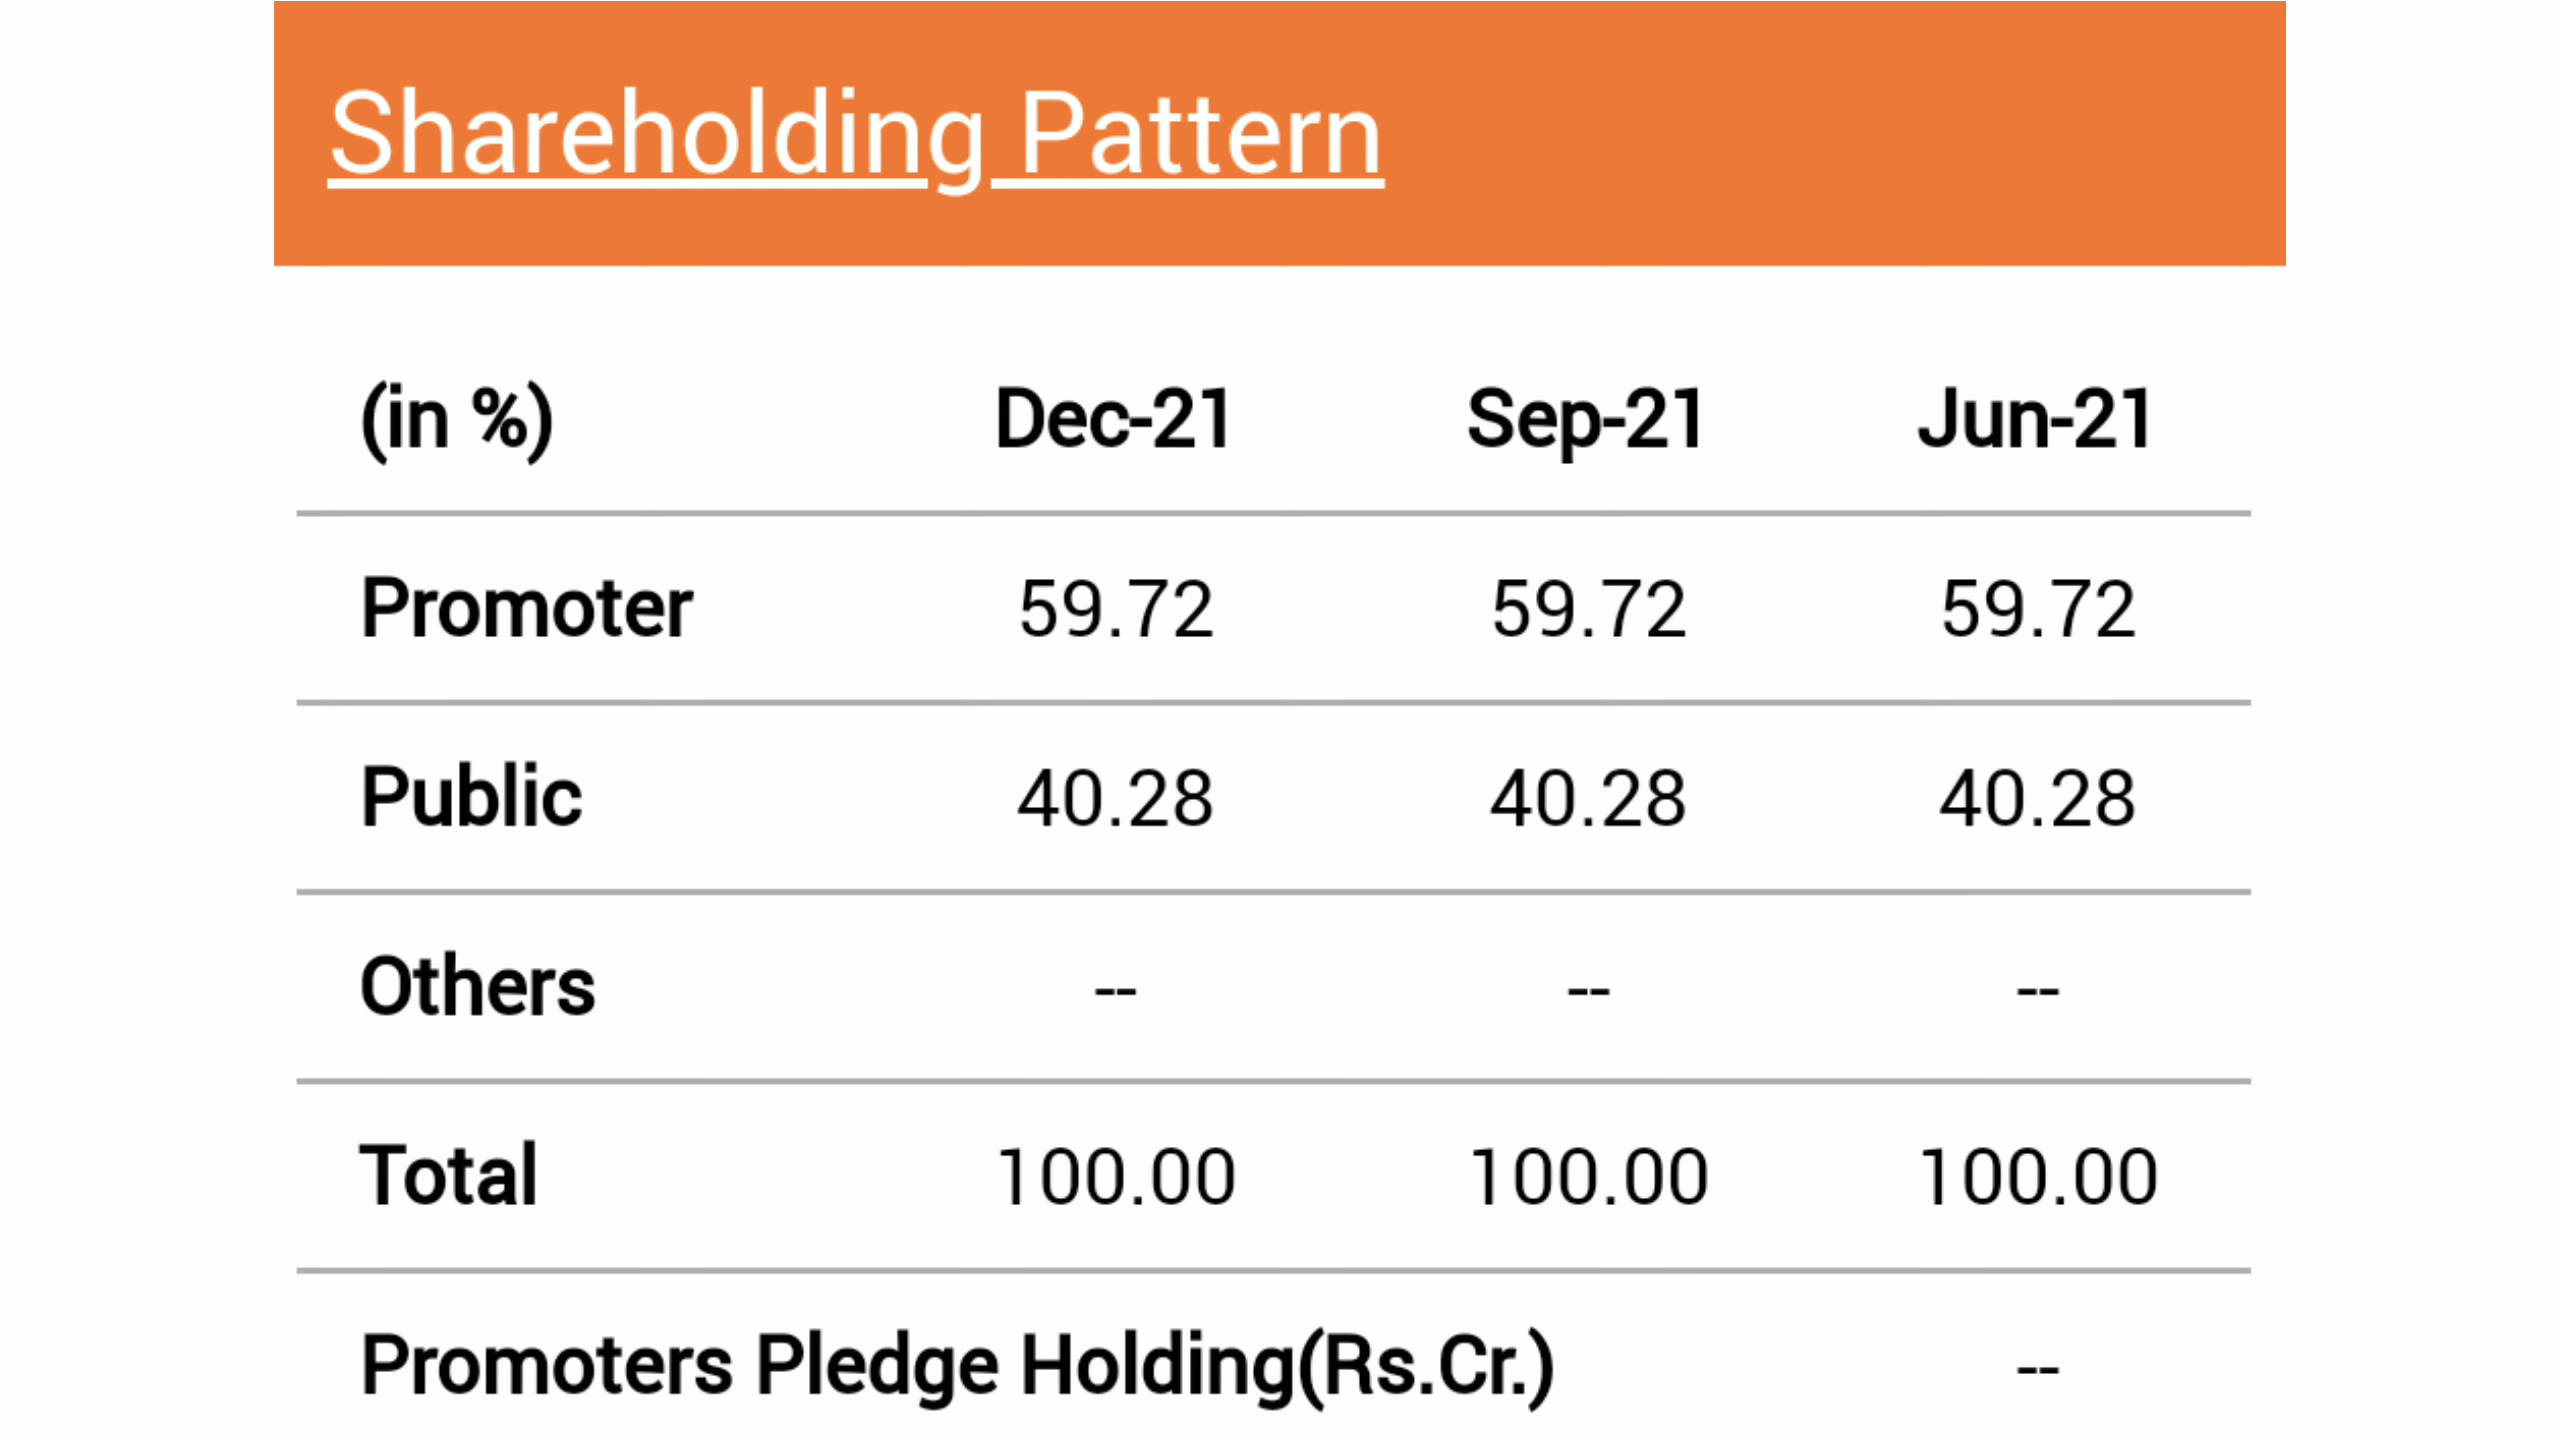 Shareholding Pattern
(in %) Dec-21 Sep-21 Jun-21
Promoter 59.72 59.72 59.72
Public 40.28 40.28 40.28
Others -- -- --
Total 100.00 100.00 100.00
Promoters Pledge Holding(Rs.Cr.) --